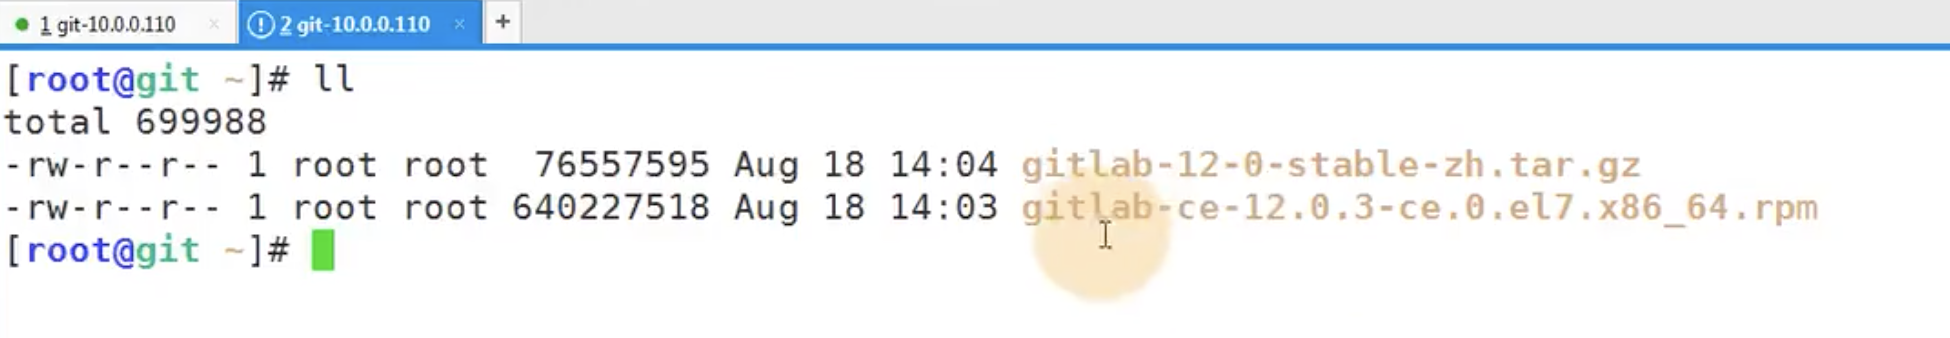 1 git-10.0.0.110 × 2 git-10.0.0.110 × +
[root@git ~]# ll
total 699988
-rw-r--r-- 1 root root  76557595 Aug 18 14:04 gitlab-12-0-stable-zh.tar.gz
-rw-r--r-- 1 root root 640227518 Aug 18 14:03 gitlab-ce-12.0.3-ce.0.el7.x86_64.rpm
[root@git ~]#